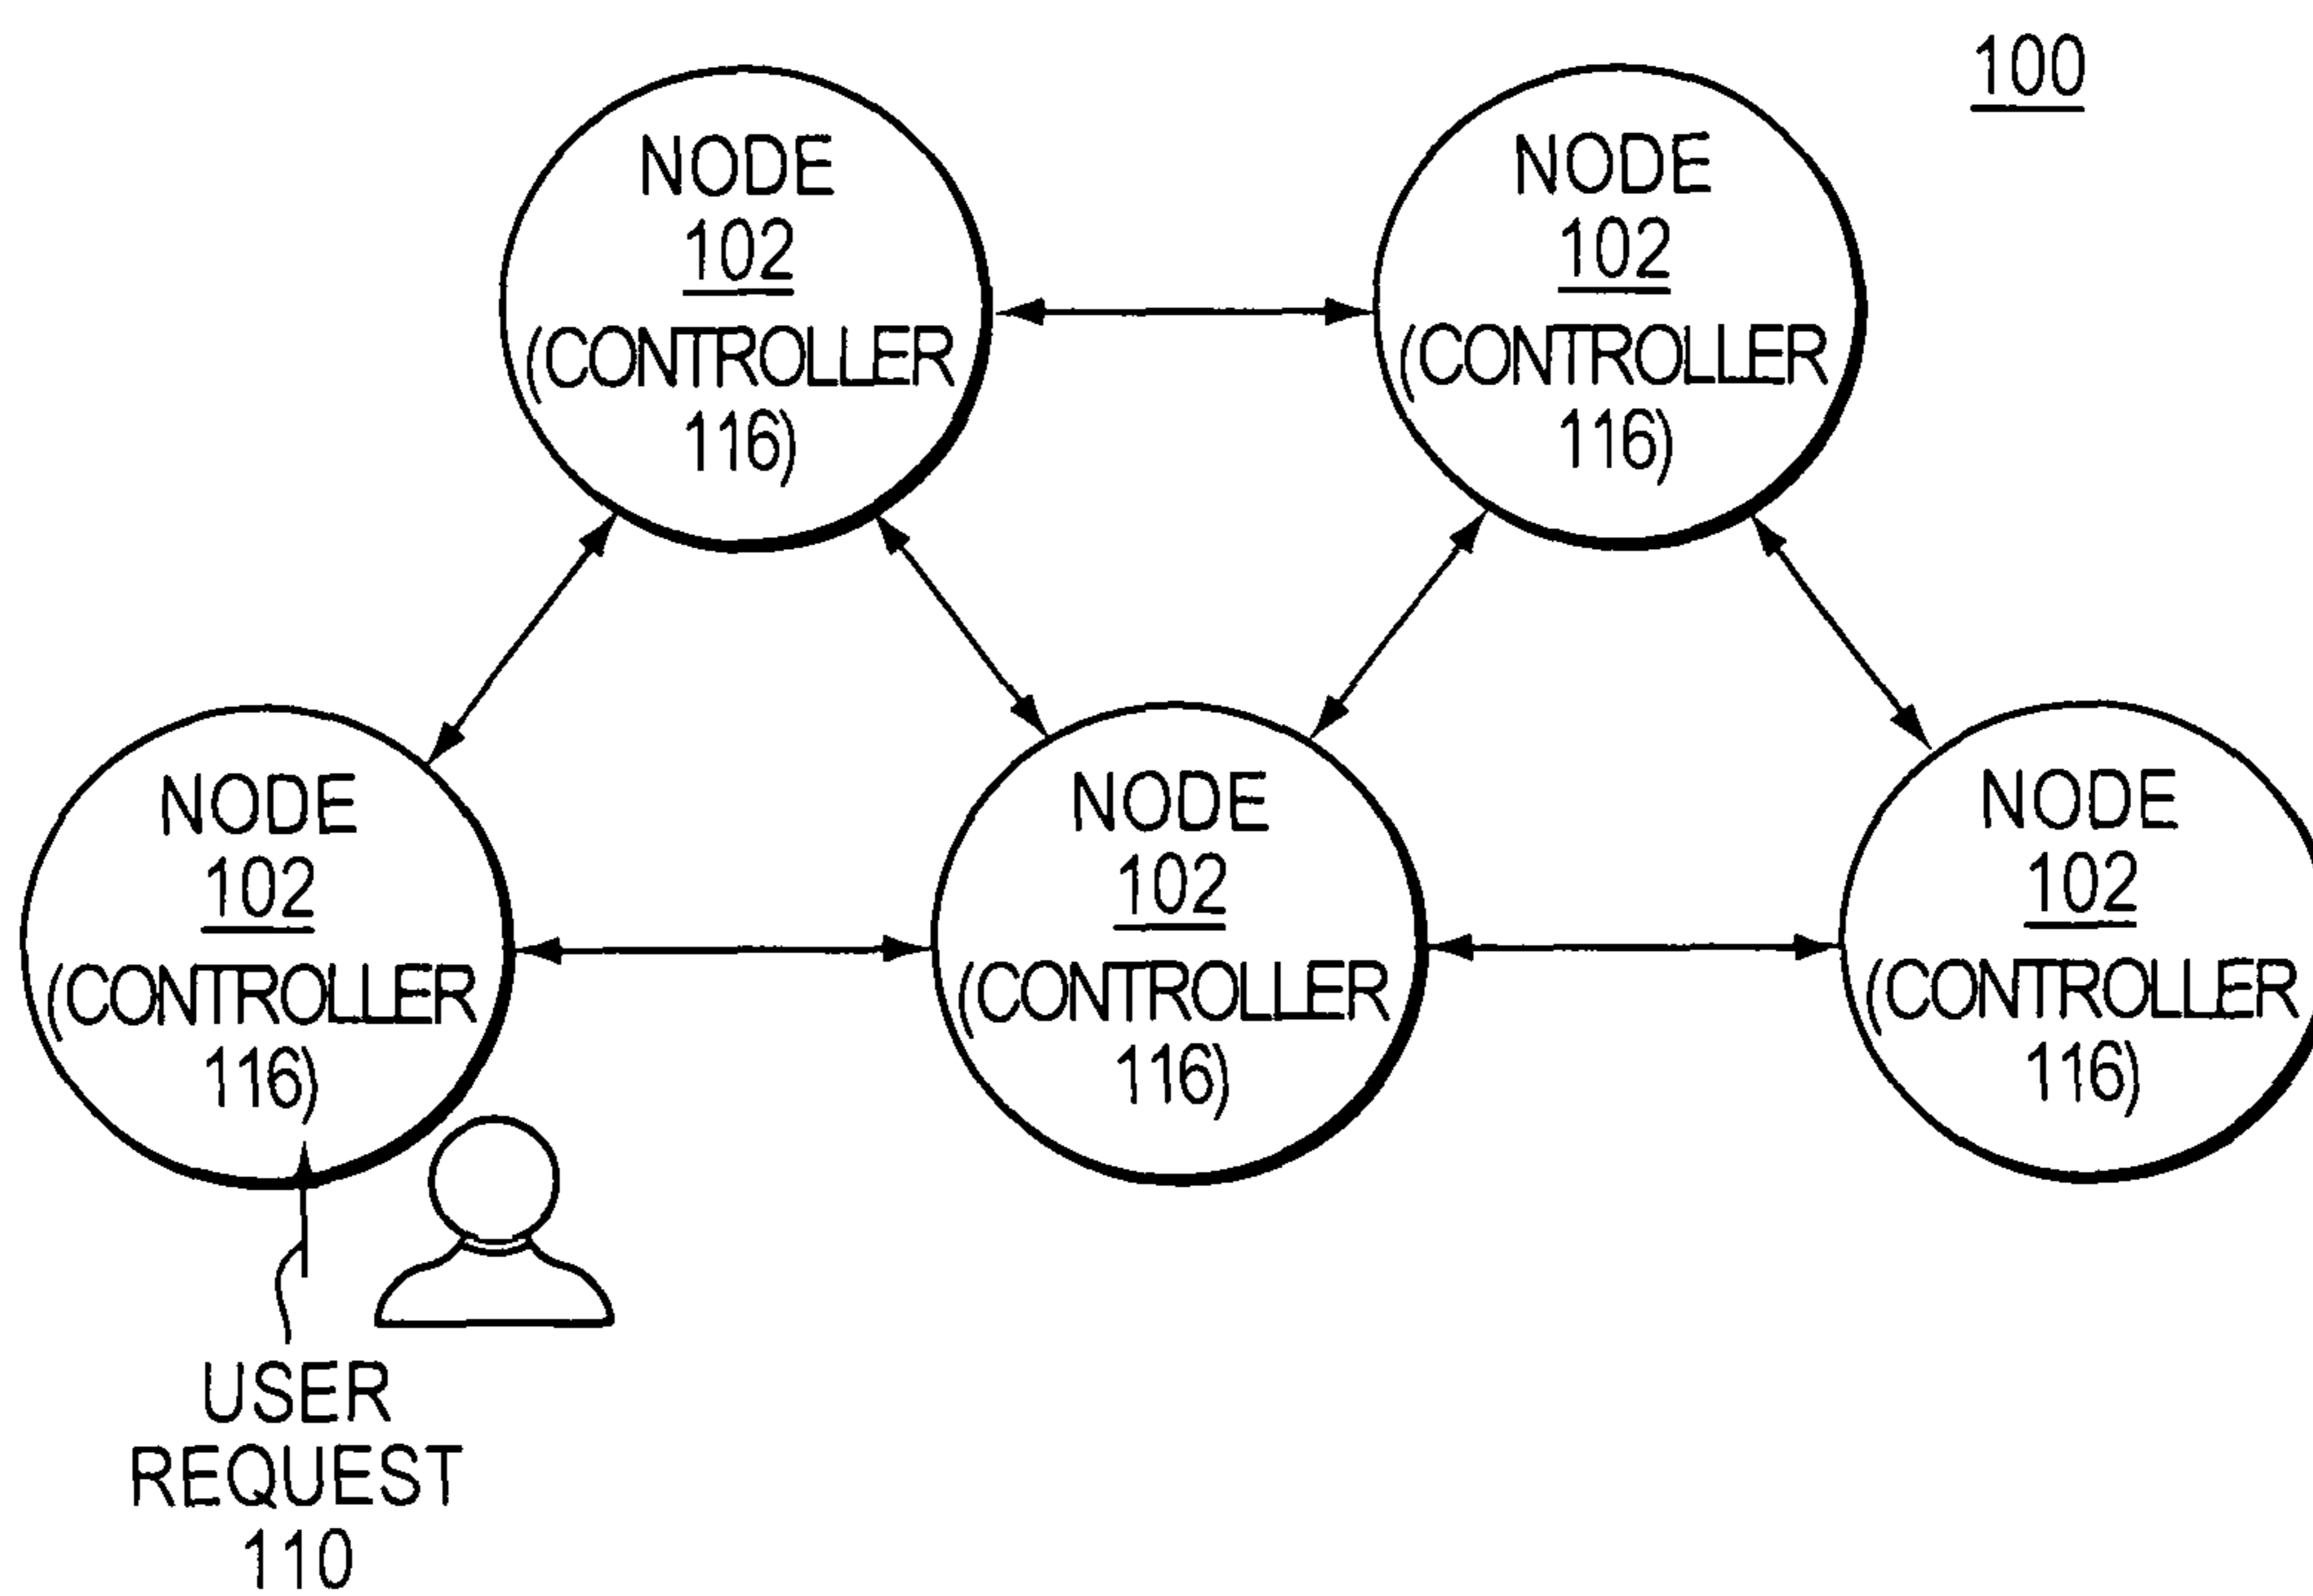 100
NODE
102
(CONTROLLER
116)
NODE
102
(CONTROLLER
116)
NODE
102
(CONTROLLER
116)
NODE
102
(CONTROLLER
116)
NODE
102
(CONTROLLER
116)
USER
REQUEST
110